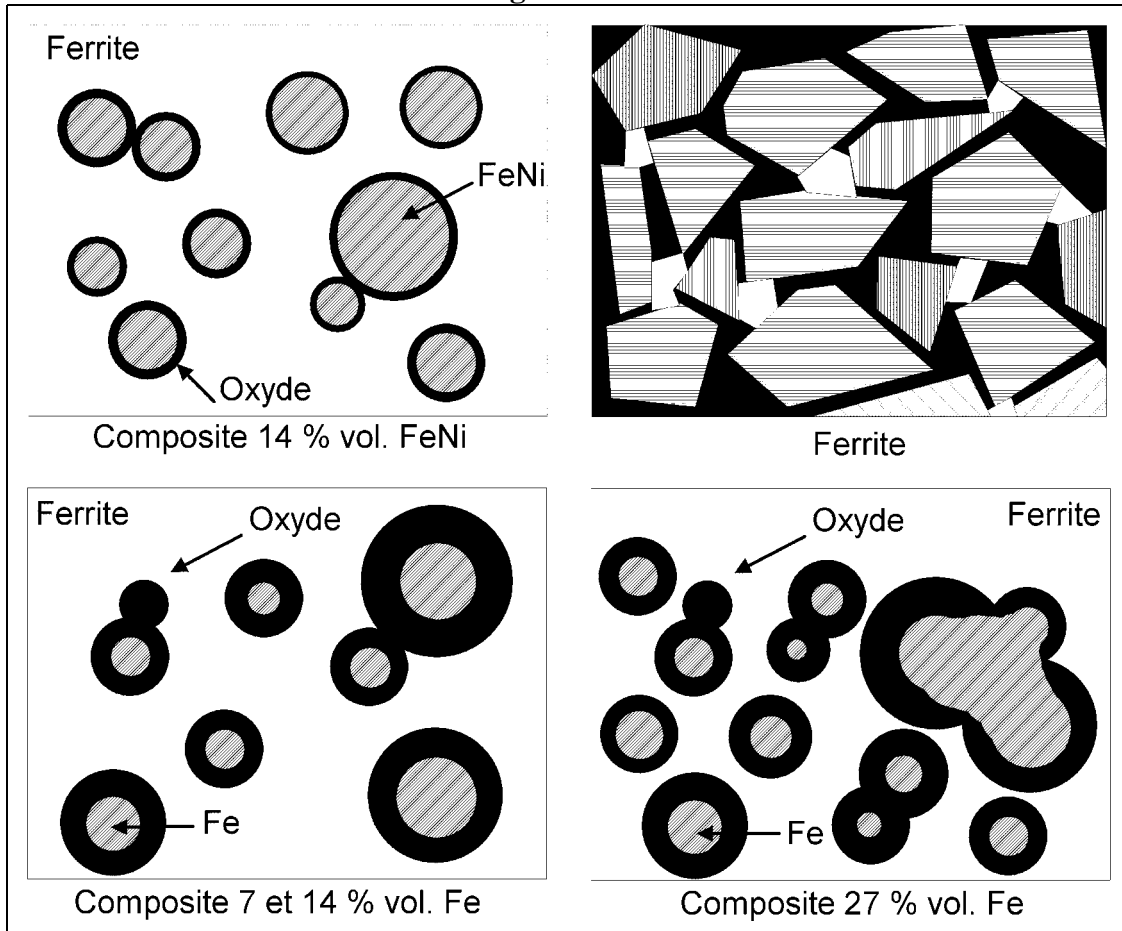 Ferrite
FeNi
Oxyde
Composite 14 % vol. FeNi
Ferrite
Ferrite
Oxyde
Fe
Composite 7 et 14 % vol. Fe
Oxyde
Ferrite
Fe
Composite 27 % vol. Fe